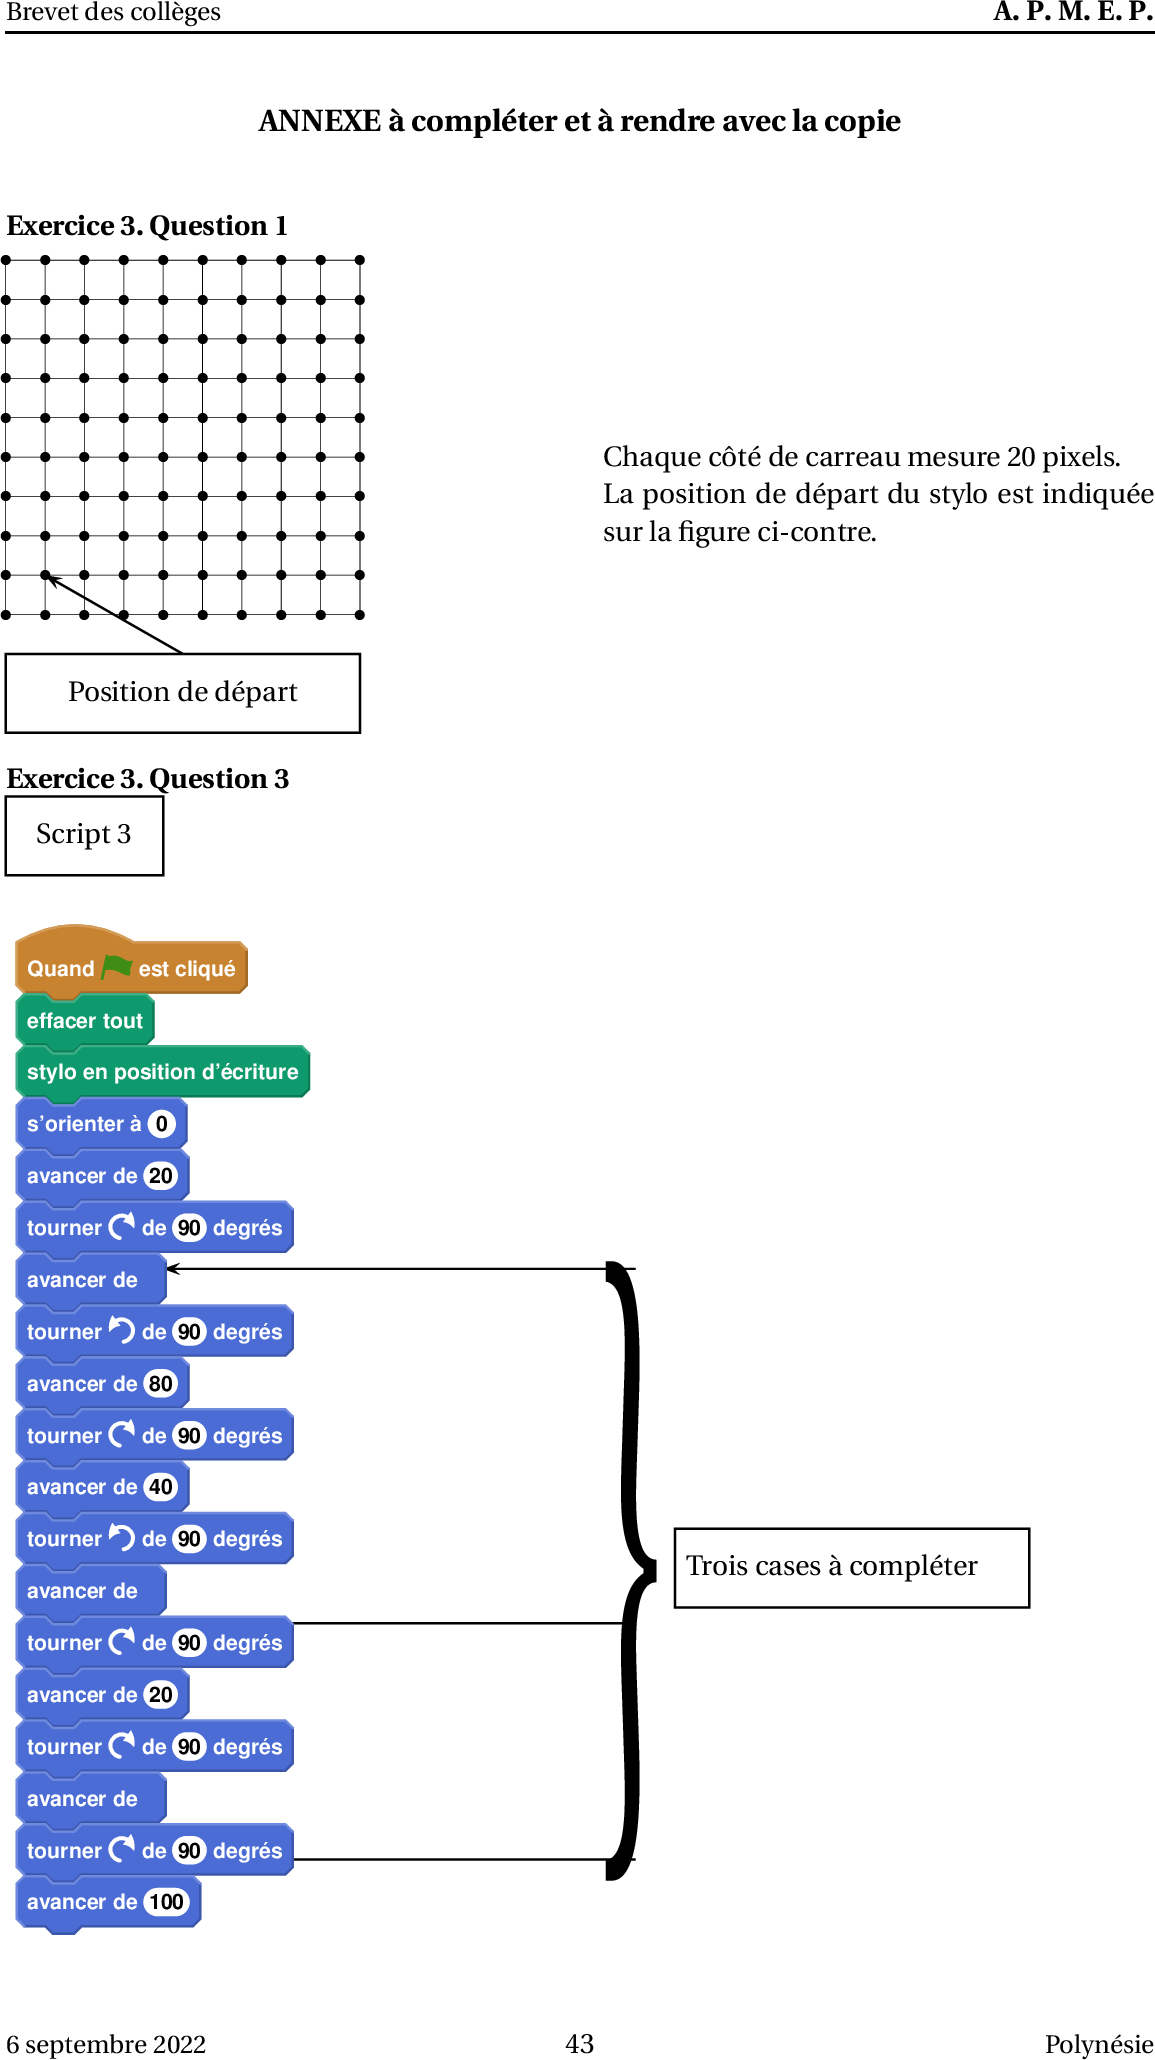 Brevet des collèges A. P. M. E. P.
ANNEXE à compléter et à rendre avec la copie
Exercice 3. Question 1
Chaque côté de carreau mesure 20 pixels.
La position de départ du stylo est indiquée
sur la figure ci-contre.
Position de départ
Exercice 3. Question 3
Script 3
Quand est cliqué
effacer tout
stylo en position d’écriture
s’orienter à 0
avancer de 20
tourner de 90 degrés
avancer de
tourner de 90 degrés
avancer de 80
tourner de 90 degrés
avancer de 40
tourner de 90 degrés
avancer de
tourner de 90 degrés
avancer de 20
tourner de 90 degrés
avancer de
tourner de 90 degrés
avancer de 100
Trois cases à compléter
6 septembre 2022 43 Polynésie